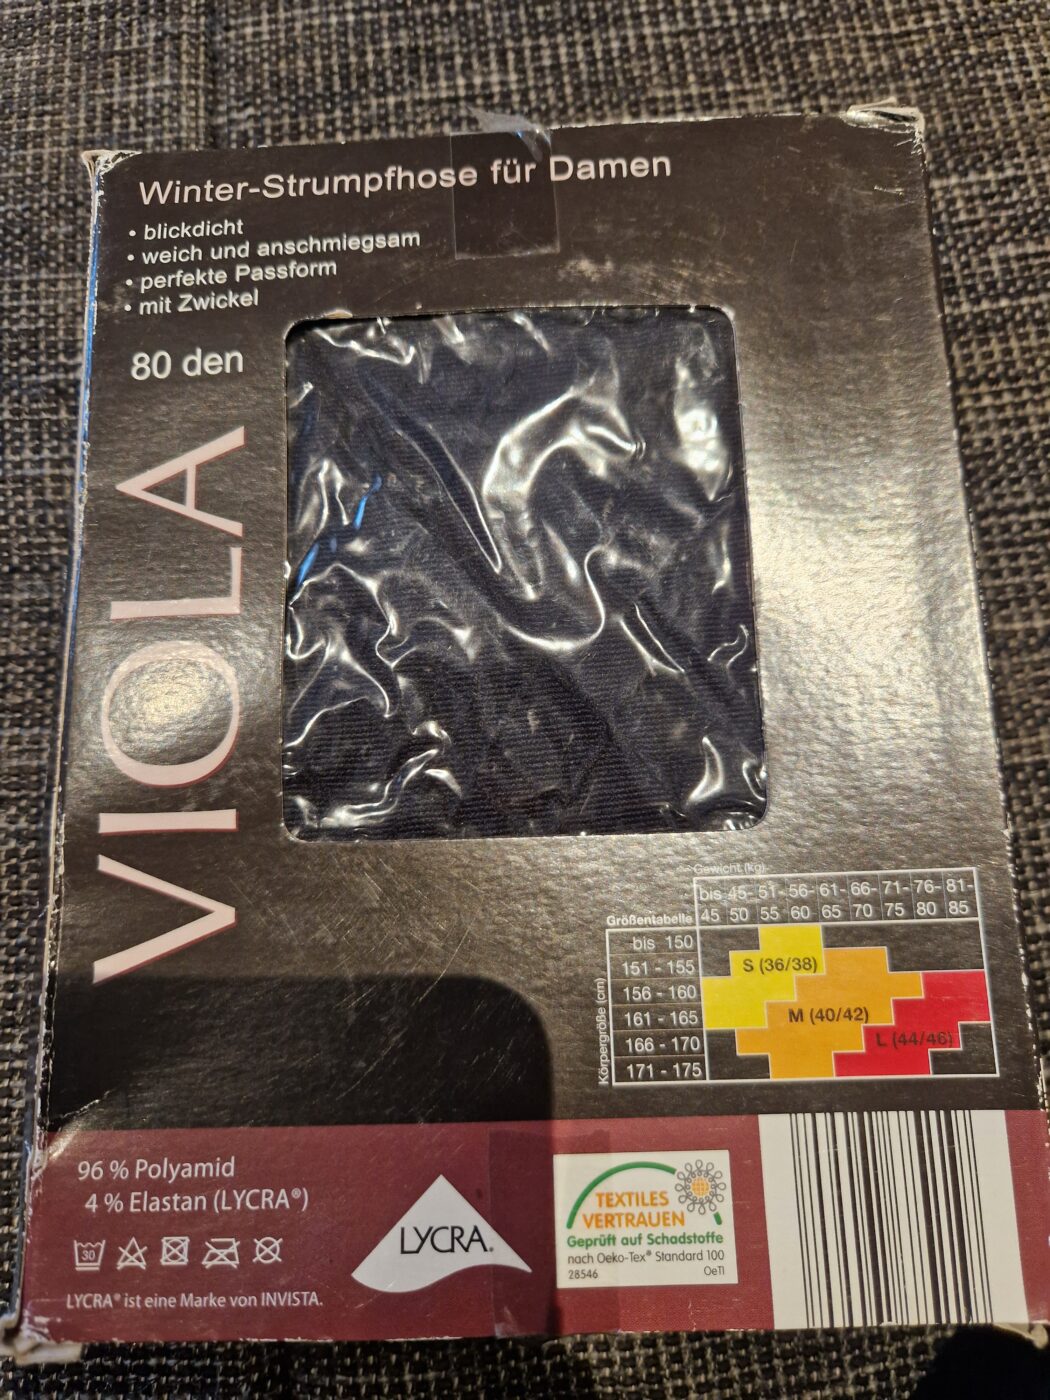 Winter-Strumpfhose für Damen
• blickdicht
• weich und anschmiegsam
• perfekte Passform
• mit Zwickel
80 den
VIOLA
Gewicht (kg)
bis 45- 51- 56- 61- 66- 71- 76- 81-
Größentabelle 45 50 55 60 65 70 75 80 85
Körpergröße (cm)
bis 150
151 - 155 S (36/38)
156 - 160
161 - 165 M (40/42)
166 - 170 L (44/46)
171 - 175
96 % Polyamid
4 % Elastan (LYCRA®)
30
LYCRA® ist eine Marke von INVISTA.
LYCRA®
TEXTILES
VERTRAUEN
Geprüft auf Schadstoffe
nach Oeko-Tex® Standard 100
28546 OeTI